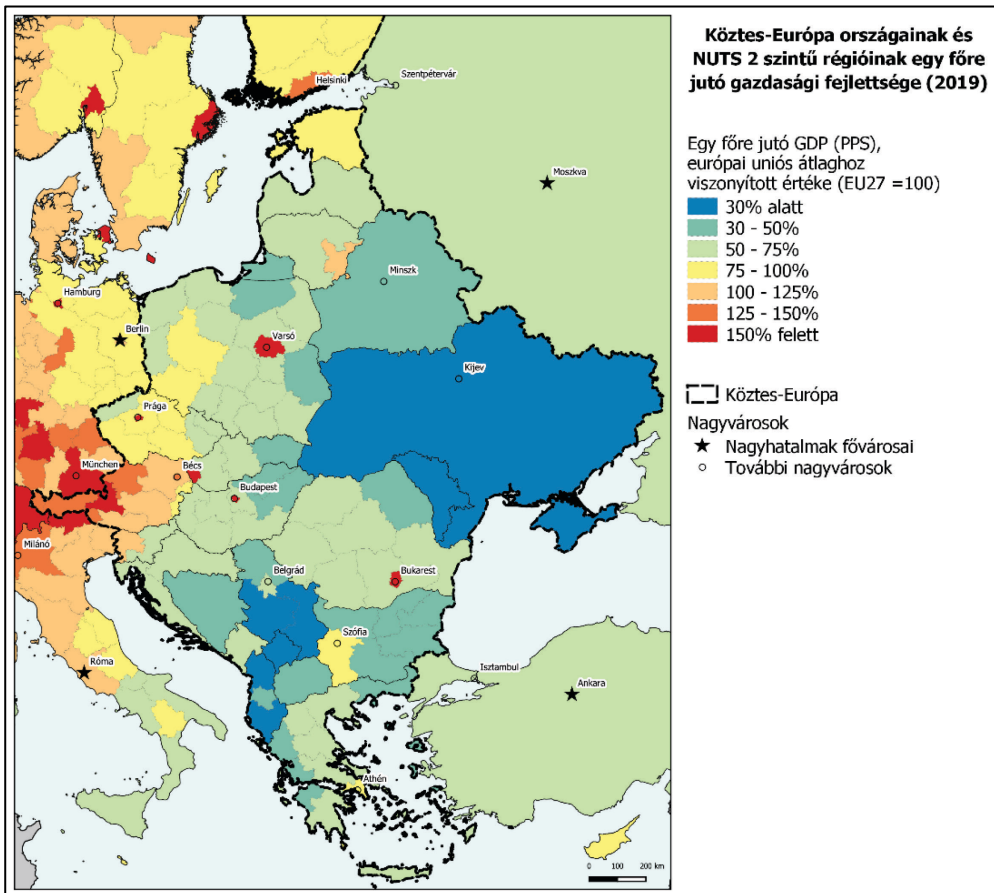 Köztes-Európa országainak és
NUTS 2 szintű régióinak egy főre
jutó gazdasági fejlettsége (2019)
Egy főre jutó GDP (PPS),
európai uniós átlaghoz
viszonyított értéke (EU27 =100)
30% alatt
30 - 50%
50 - 75%
75 - 100%
100 - 125%
125 - 150%
150% felett
Köztes-Európa
Nagyvárosok
Nagyhatalmak fővárosai
További nagyvárosok
Helsinki
Szentpétervár
Moszkva
Minszk
Hamburg
Berlin
Varsó
Kijev
Prága
München
Bécs
Budapest
Milánó
Belgrád
Bukarest
Szófia
Róma
Isztambul
Ankara
Athén
0 100 200 km